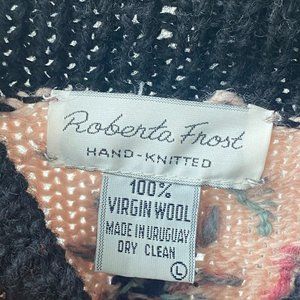 Roberta Frost
HAND-KNITTED
100%
VIRGIN WOOL
MADE IN URUGUAY
DRY CLEAN
L